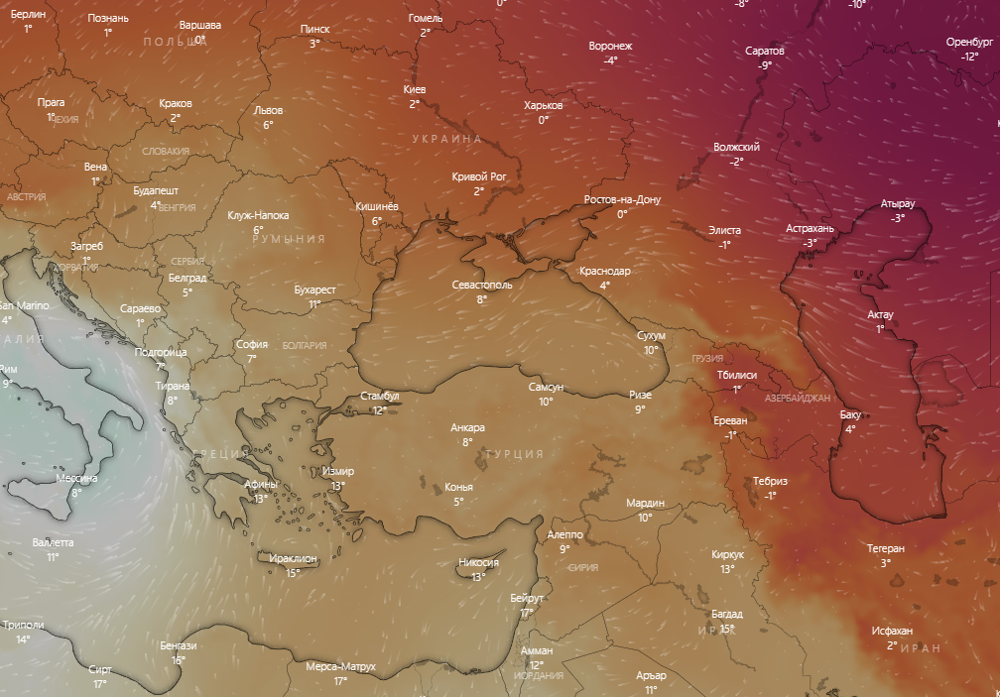 0°
-8°
-10°
Берлин
1°
Познань
1°
Варшава
0°
ПОЛЬША
Пинск
3°
Гомель
2°
Воронеж
-4°
Саратов
-9°
Оренбург
-12°
Прага
1°
ЧЕХИЯ
Краков
2°
Львов
6°
Киев
2°
Харьков
0°
УКРАИНА
СЛОВАКИЯ
Волжский
-2°
Вена
1°
АВСТРИЯ
Будапешт
4°
ВЕНГРИЯ
Кривой Рог
2°
Клуж-Напока
6°
РУМЫНИЯ
Кишинёв
6°
Ростов-на-Дону
0°
Атырау
-3°
Элиста
-1°
Астрахань
-3°
Загреб
1°
ХОРВАТИЯ
СЕРБИЯ
Белград
5°
Бухарест
11°
Севастополь
8°
Краснодар
4°
San Marino
4°
Сараево
1°
Актау
1°
АЛИЯ
Подгорица
7°
София
7°
БОЛГАРИЯ
Сухум
10°
ГРУЗИЯ
Рим
9°
Тирана
8°
Тбилиси
1°
Стамбул
12°
Самсун
10°
Ризе
9°
АЗЕРБАЙДЖАН
Ереван
-1°
Баку
4°
Анкара
8°
ТУРЦИЯ
ГРЕЦИЯ
Мессина
8°
Афины
13°
Измир
13°
Конья
5°
Тебриз
-1°
Мардин
10°
Валлетта
11°
Алеппо
9°
СИРИЯ
Ираклион
15°
Никосия
13°
Киркук
13°
Тегеран
3°
Бейрут
17°
Триполи
14°
Багдад
15°
ИРАК
Исфахан
2°
ИРАН
Бенгази
16°
Сирт
17°
Мерса-Матрух
17°
Амман
12°
ИОРДАНИЯ
Аръар
11°